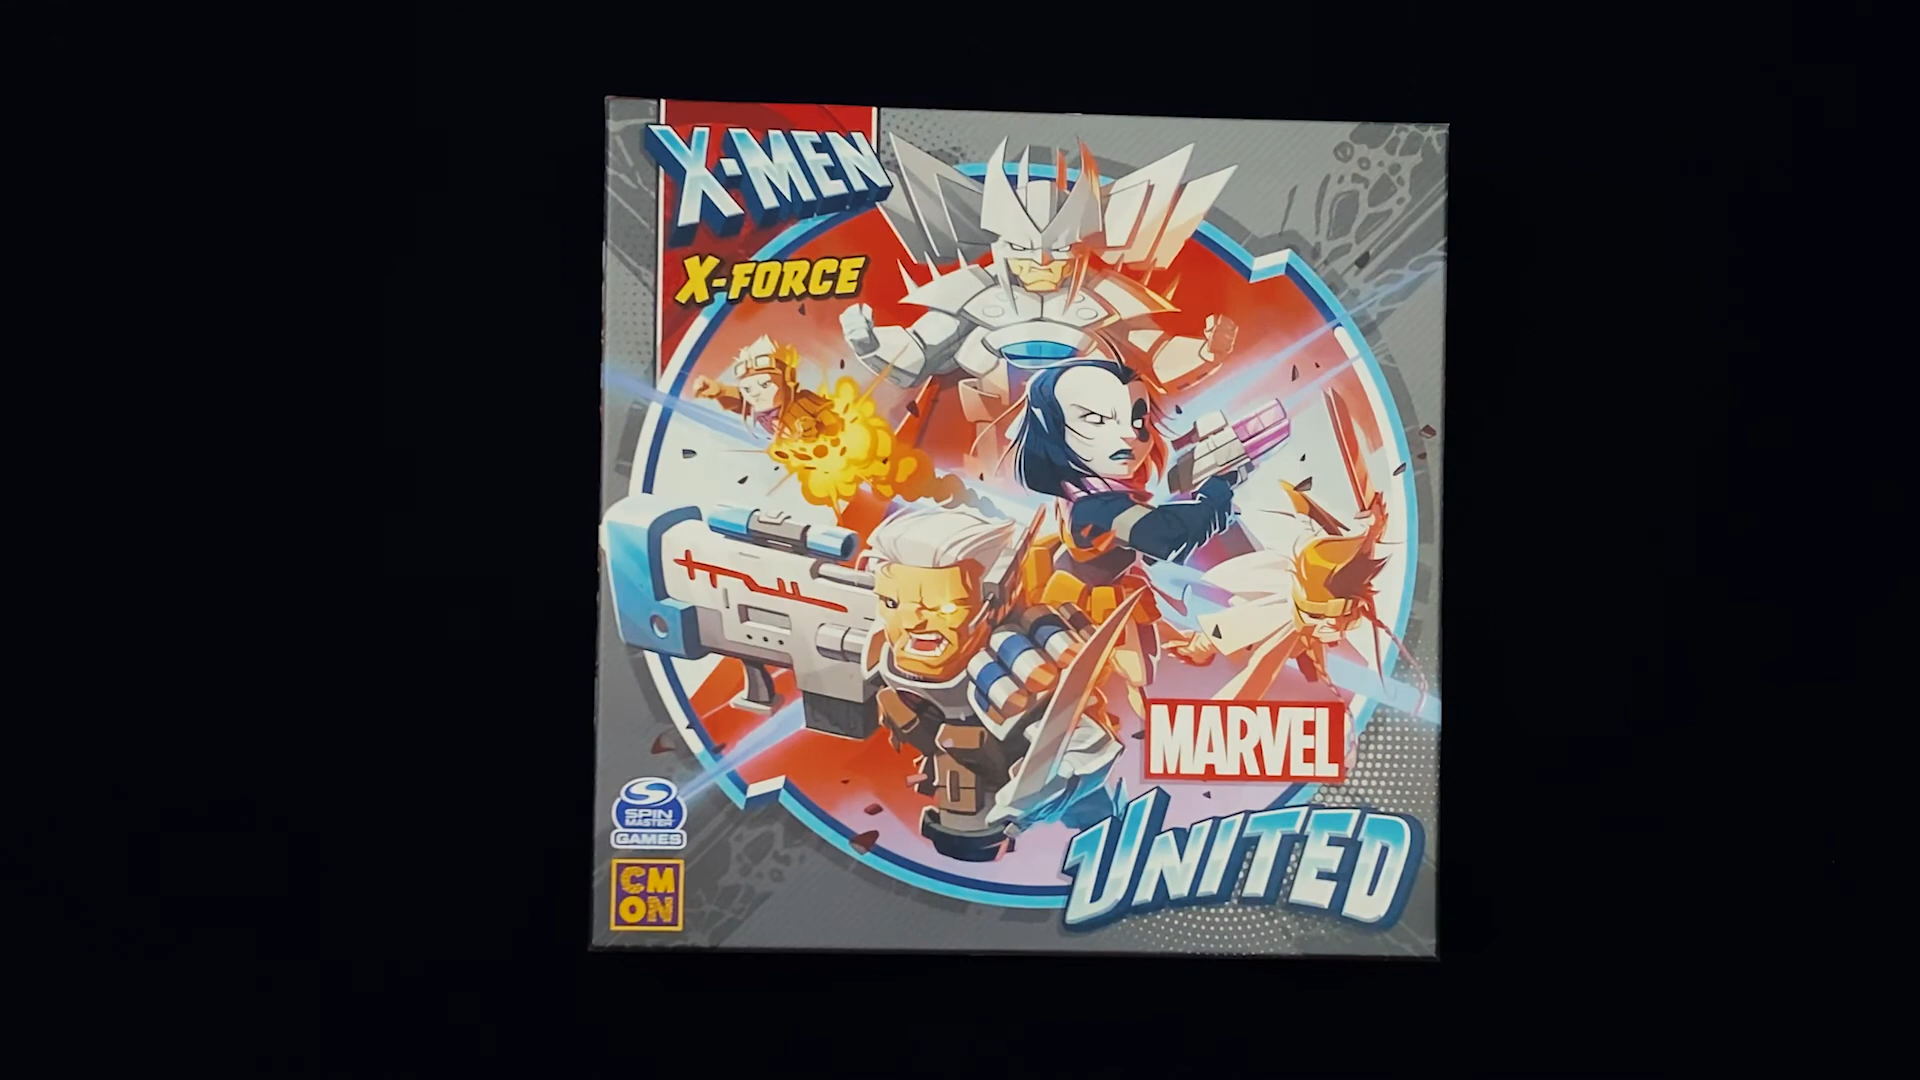 X-MEN
X-FORCE
MARVEL
UNITED
SPIN
MASTER
GAMES
CM
ON